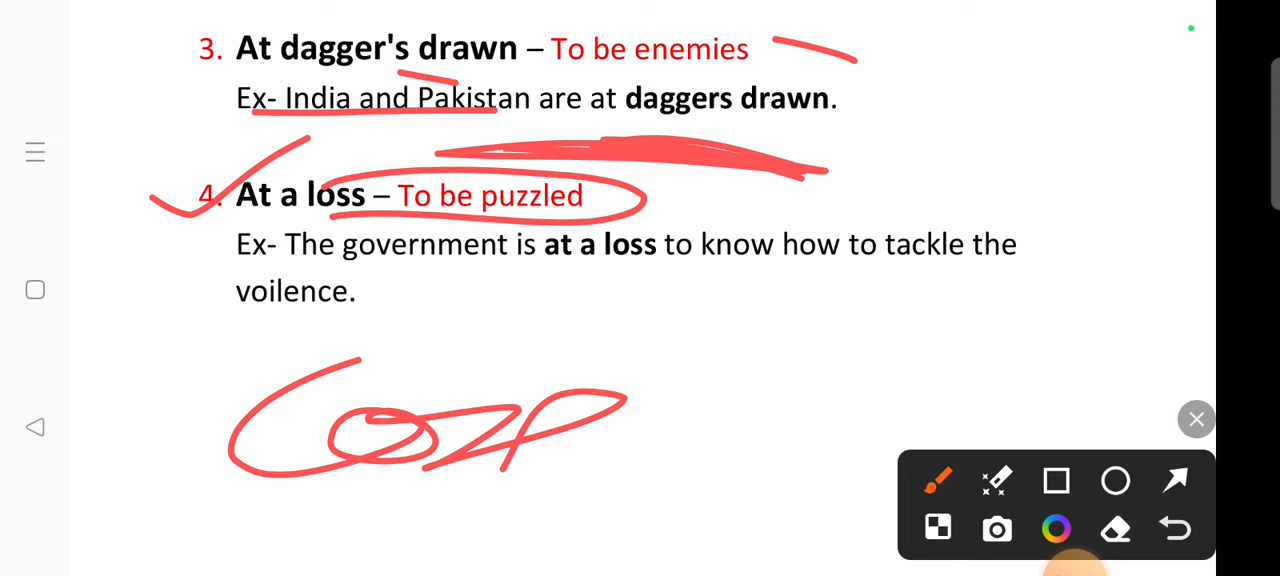 3. At dagger's drawn – To be enemies
Ex- India and Pakistan are at daggers drawn.
4. At a loss – To be puzzled
Ex- The government is at a loss to know how to tackle the
voilence.